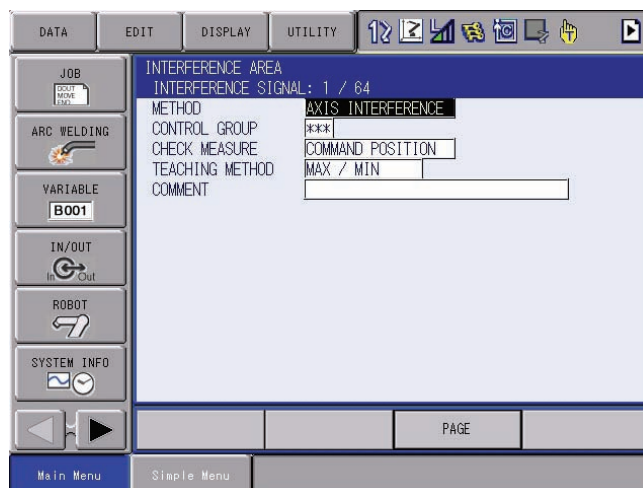 DATA EDIT DISPLAY UTILITY 12
JOB
DOUT
MOVE
END
ARC WELDING
VARIABLE
B001
IN/OUT
In Out
ROBOT
SYSTEM INFO
INTERFERENCE AREA
INTERFERENCE SIGNAL: 1 / 64
METHOD AXIS INTERFERENCE
CONTROL GROUP ***
CHECK MEASURE COMMAND POSITION
TEACHING METHOD MAX / MIN
COMMENT
PAGE
Main Menu Simple Menu